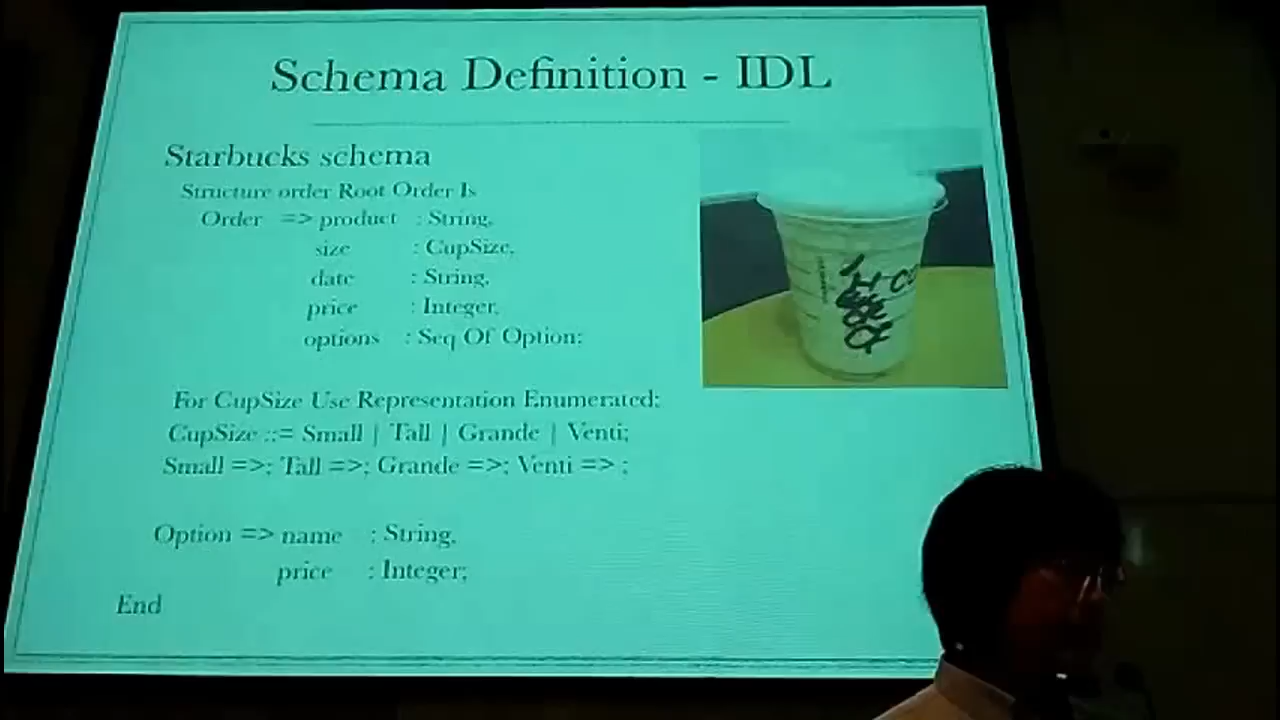 Schema Definition - IDL
Starbucks schema
Structure order Root Order Is
Order => product : String,
size : CupSize,
date : String,
price : Integer,
options : Seq Of Option;
For CupSize Use Representation Enumerated;
CupSize ::= Small | Tall | Grande | Venti;
Small =>; Tall =>; Grande =>; Venti => ;
Option => name : String,
price : Integer;
End